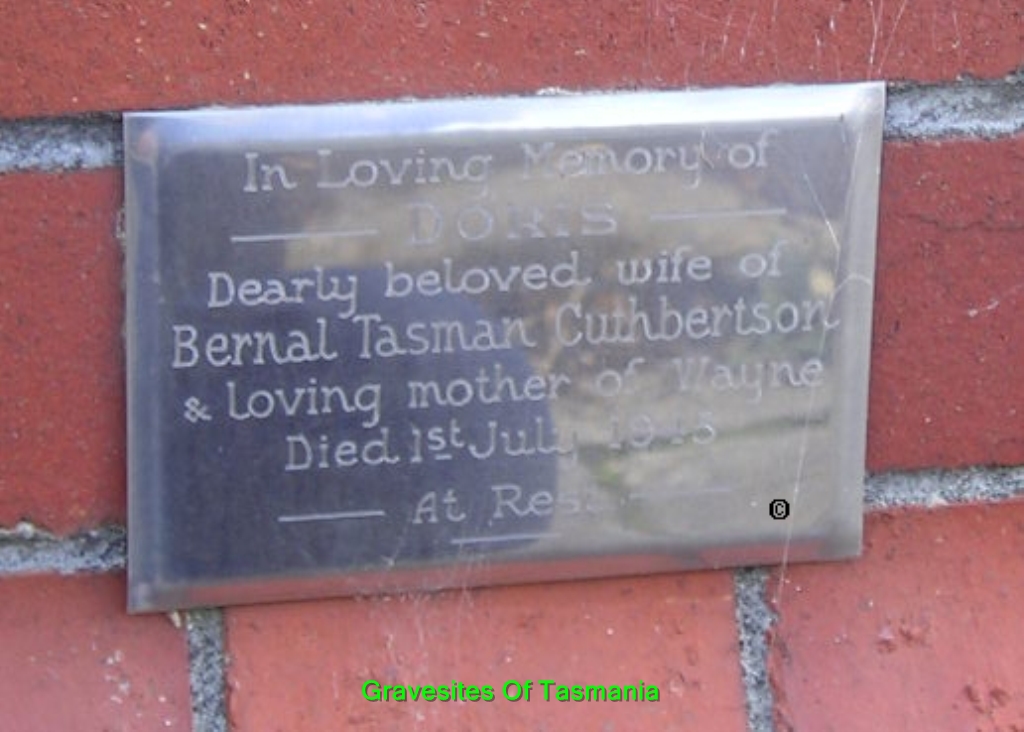 In Loving Memory of
DORIS
Dearly beloved wife of
Bernal Tasman Cuthbertson
& loving mother of Wayne
Died 1st July
At Rest
©
Gravesites Of Tasmania